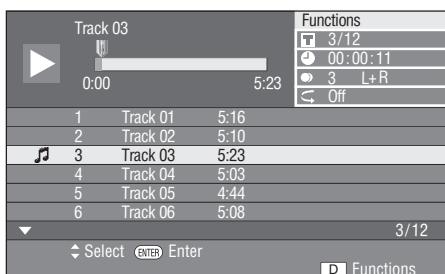 Track 03
0:00 5:23
Functions
T 3/12
00:00:11
3 L+R
Off
1 Track 01 5:16
2 Track 02 5:10
3 Track 03 5:23
4 Track 04 5:03
5 Track 05 4:44
6 Track 06 5:08
3/12
Select ENTER Enter
D Functions